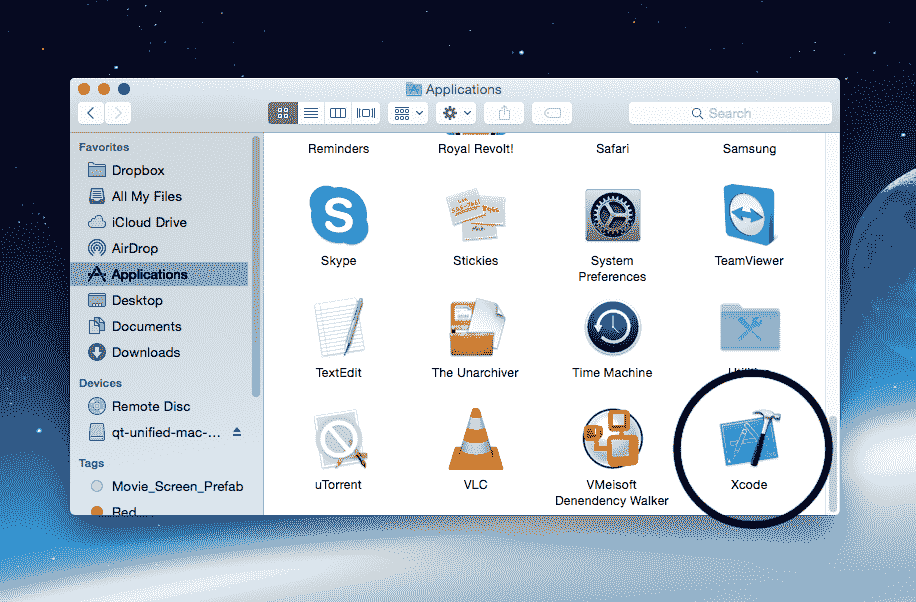 Applications
Search
Favorites
Dropbox
All My Files
iCloud Drive
AirDrop
Applications
Desktop
Documents
Downloads
Devices
Remote Disc
qt-unified-mac-...
Tags
Movie_Screen_Prefab
Red
Reminders
Royal Revolt!
Safari
Samsung
Skype
Stickies
System
Preferences
TeamViewer
TextEdit
The Unarchiver
Time Machine
uTorrent
VLC
VMeisoft
Denendency Walker
Xcode